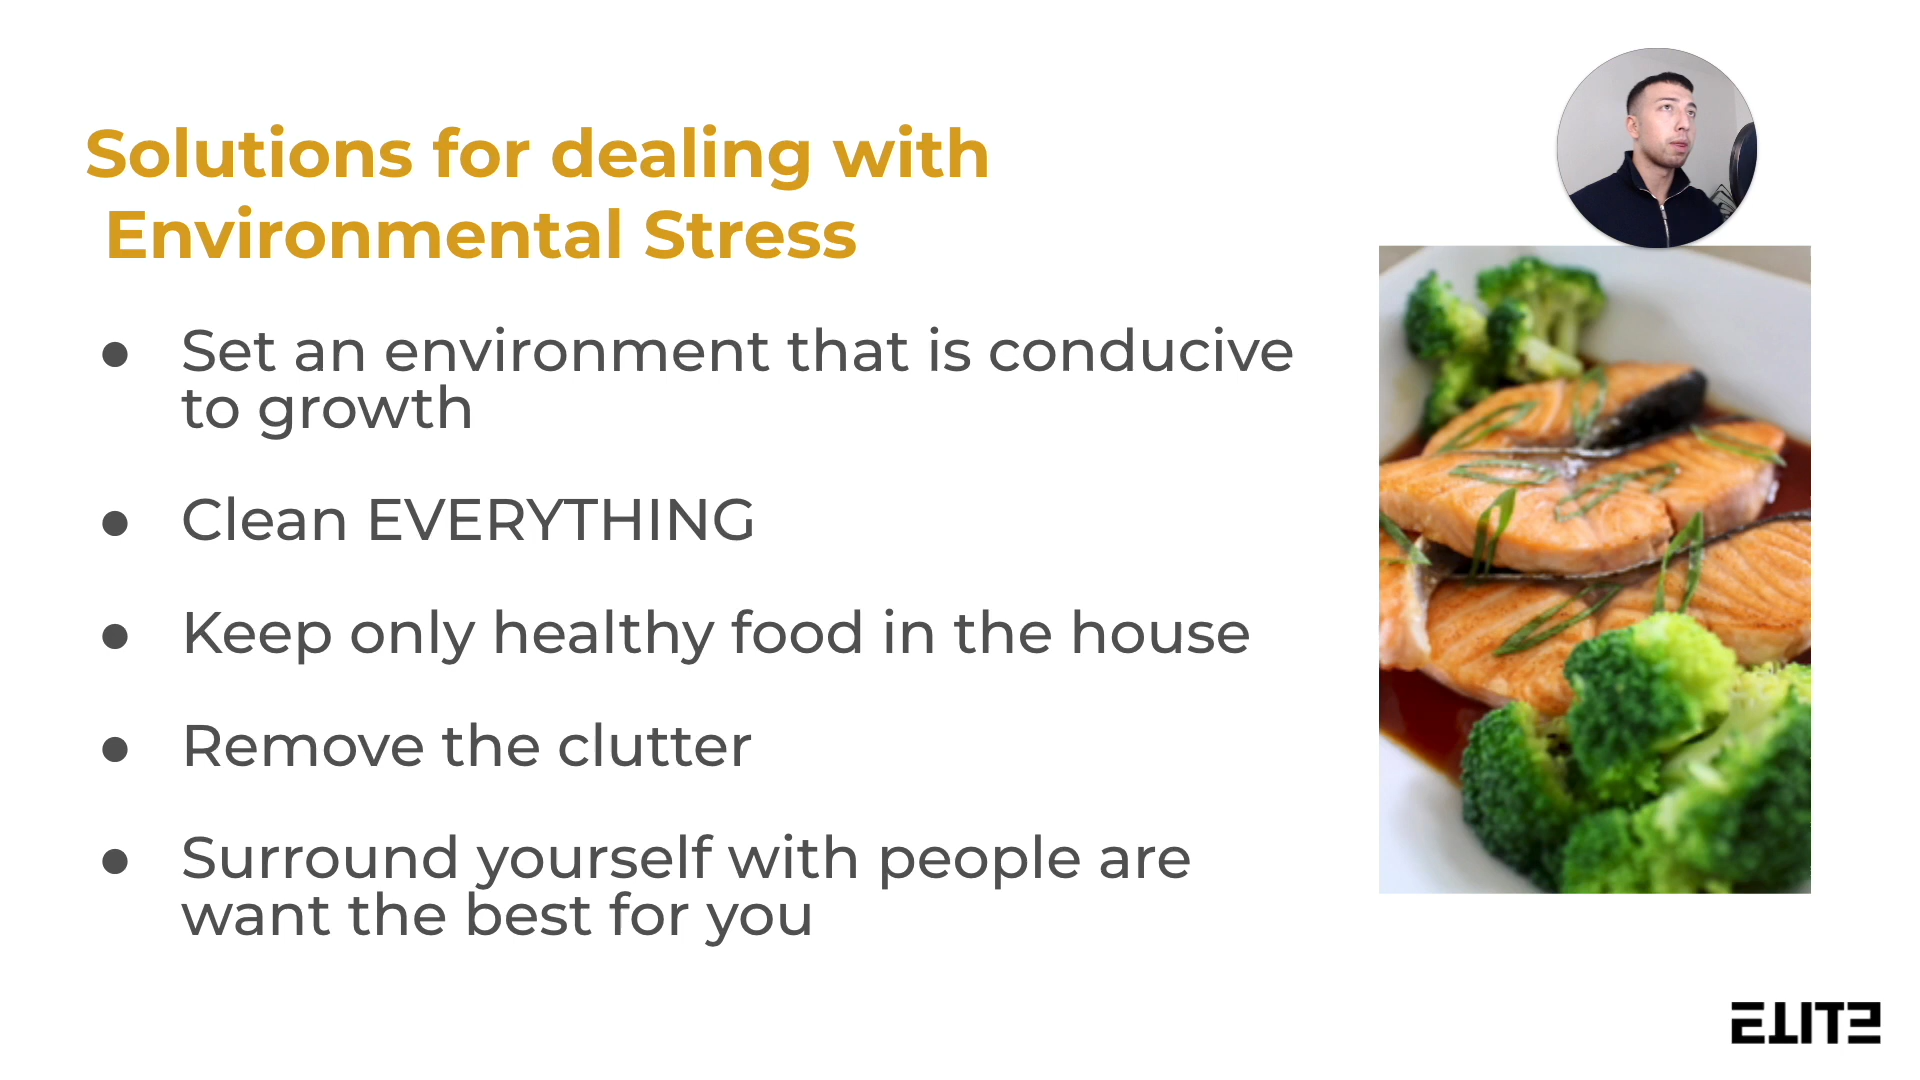 Solutions for dealing with
Environmental Stress
● Set an environment that is conducive
to growth
● Clean EVERYTHING
● Keep only healthy food in the house
● Remove the clutter
● Surround yourself with people are
want the best for you
ELITE